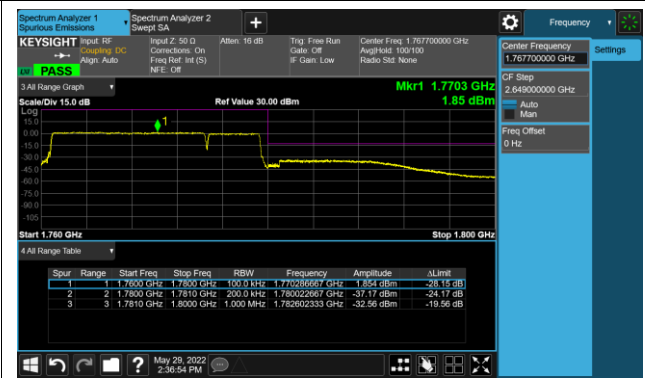 Spectrum Analyzer 1
Spurious Emissions
Spectrum Analyzer 2
Swept SA
Frequency
KEYSIGHT
Input: RF
Coupling: DC
Align: Auto
Input Z: 50 Ω
Corrections: On
Freq Ref: Int (S)
NFE: Off
Atten: 16 dB
Trig: Free Run
Gate: Off
IF Gain: Low
Center Freq: 1.767700000 GHz
Avg|Hold: 100/100
Radio Std: None
PASS
Center Frequency
1.767700000 GHz
Settings
CF Step
2.649000000 GHz
Auto
Man
Freq Offset
0 Hz
3 All Range Graph
Mkr1 1.7703 GHz
Scale/Div 15.0 dB
Ref Value 30.00 dBm
1.85 dBm
Log
15.0
0.00
-15.0
-30.0
-45.0
-60.0
-75.0
-90.0
-105
1
Start 1.760 GHz
Stop 1.800 GHz
4 All Range Table
Spur Range Start Freq Stop Freq RBW Frequency Amplitude ΔLimit
1 1 1.7600 GHz 1.7800 GHz 100.0 kHz 1.770286667 GHz 1.854 dBm -28.15 dB
2 2 1.7800 GHz 1.7810 GHz 200.0 kHz 1.780022667 GHz -37.17 dBm -24.17 dB
3 3 1.7810 GHz 1.8000 GHz 1.000 MHz 1.782602333 GHz -32.56 dBm -19.56 dB
?
May 29, 2022
2:36:54 PM